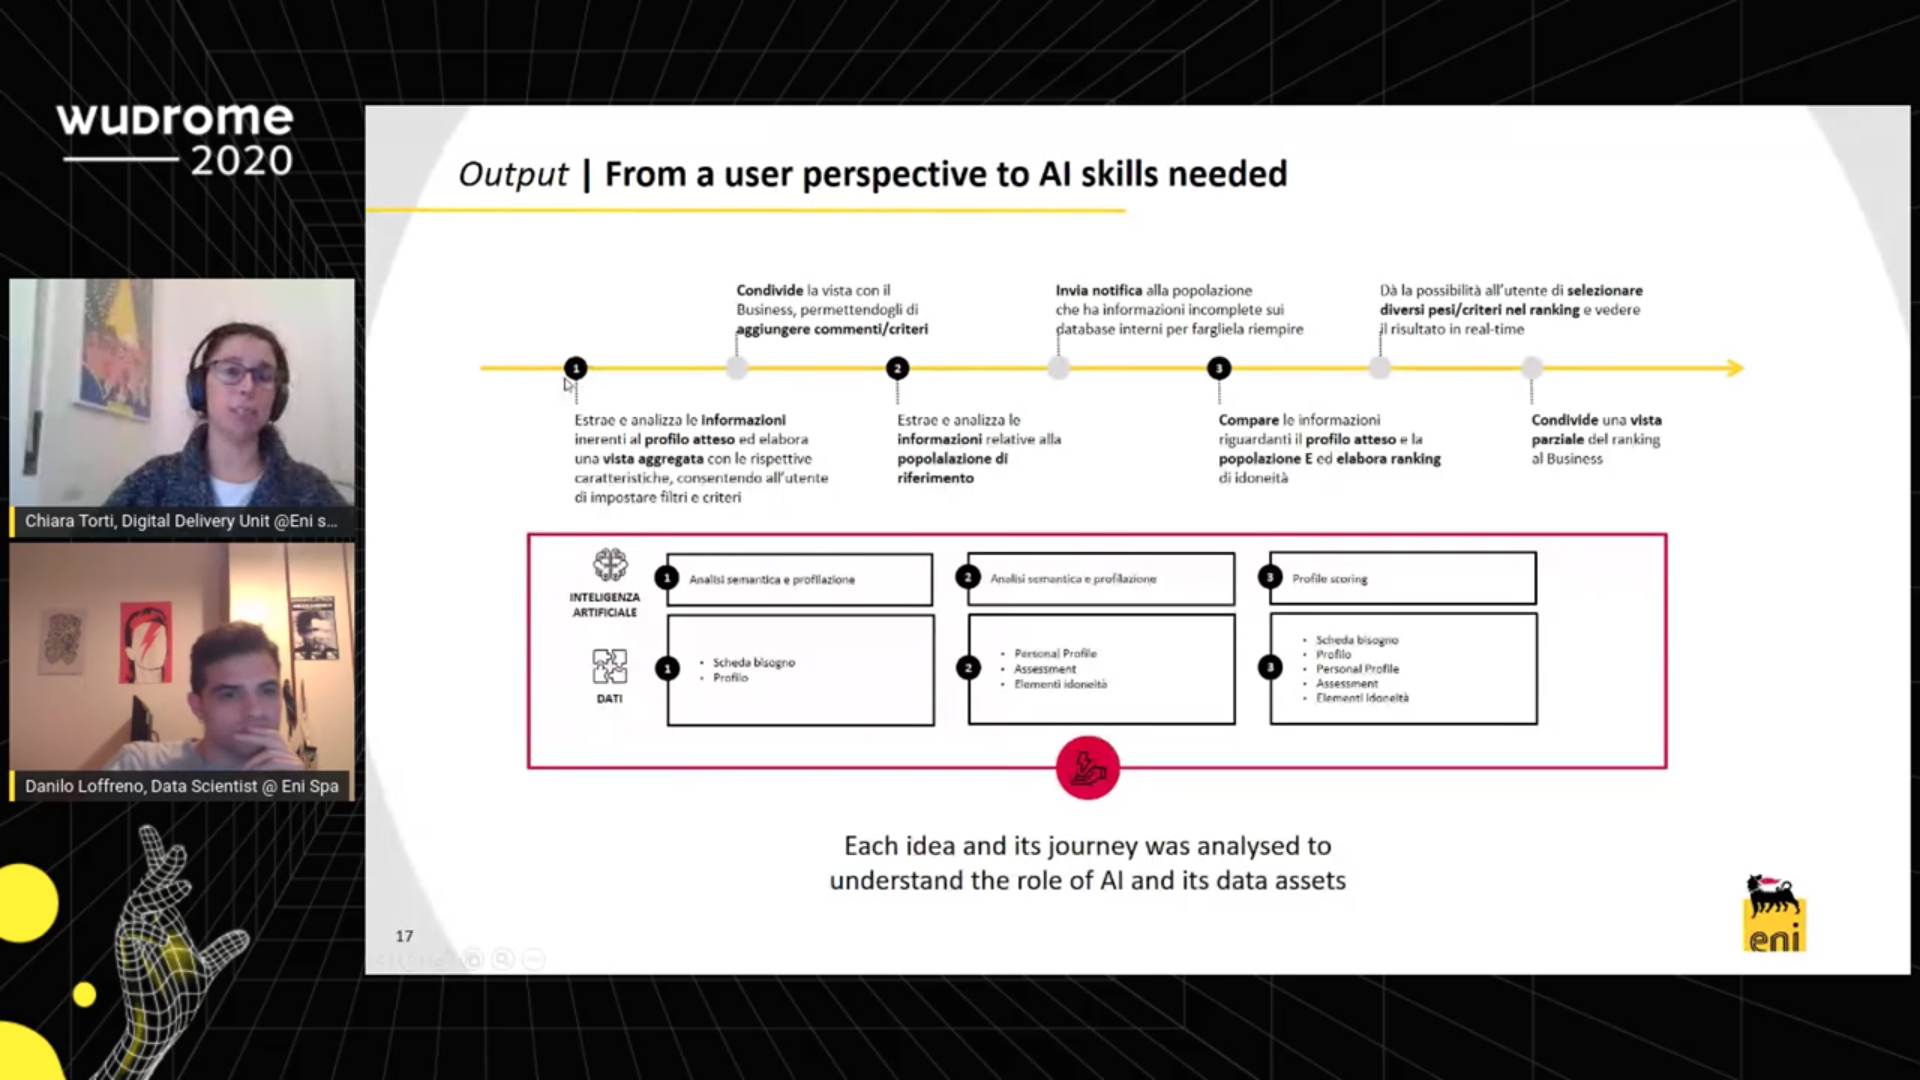 wuDrome
2020
Output | From a user perspective to AI skills needed
Condivide la vista con il
Business, permettendogli di
aggiungere commenti/criteri
Invia notifica alla popolazione
che ha informazioni incomplete sui
database interni per fargliela riempire
Dà la possibilità all'utente di selezionare
diversi pesi/criteri nel ranking e vedere
il risultato in real-time
1
2
3
Estrae e analizza le informazioni
inerenti al profilo atteso ed elabora
una vista aggregata con le rispettive
caratteristiche, consentendo all'utente
di impostare filtri e criteri
Estrae e analizza le
informazioni relative alla
popolalazione di
riferimento
Compare le informazioni
riguardanti il profilo atteso e la
popolazione E ed elabora ranking
di idoneità
Condivide una vista
parziale del ranking
al Business
INTELIGENZA
ARTIFICIALE
1 Analisi semantica e profilazione
2 Analisi semantica e profilazione
3 Profile scoring
DATI
1
• Scheda bisogno
• Profilo
2
• Personal Profile
• Assessment
• Elementi idoneità
3
• Scheda bisogno
• Profilo
• Personal Profile
• Assessment
• Elementi idoneità
Each idea and its journey was analysed to
understand the role of AI and its data assets
17
eni
Chiara Torti, Digital Delivery Unit @Eni s...
Danilo Loffreno, Data Scientist @ Eni Spa